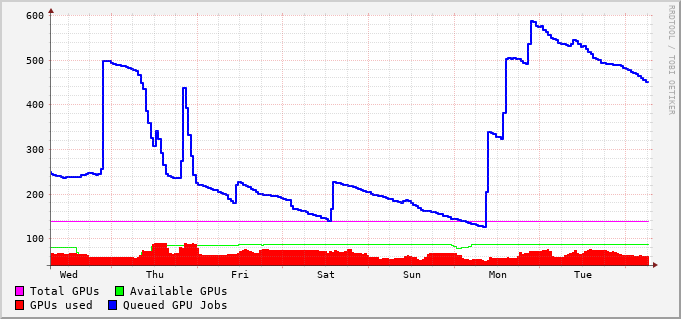 600
500
400
300
200
100
Wed Thu Fri Sat Sun Mon Tue
Total GPUs Available GPUs
GPUs used Queued GPU Jobs
RRDTOOL / TOBI OETIKER